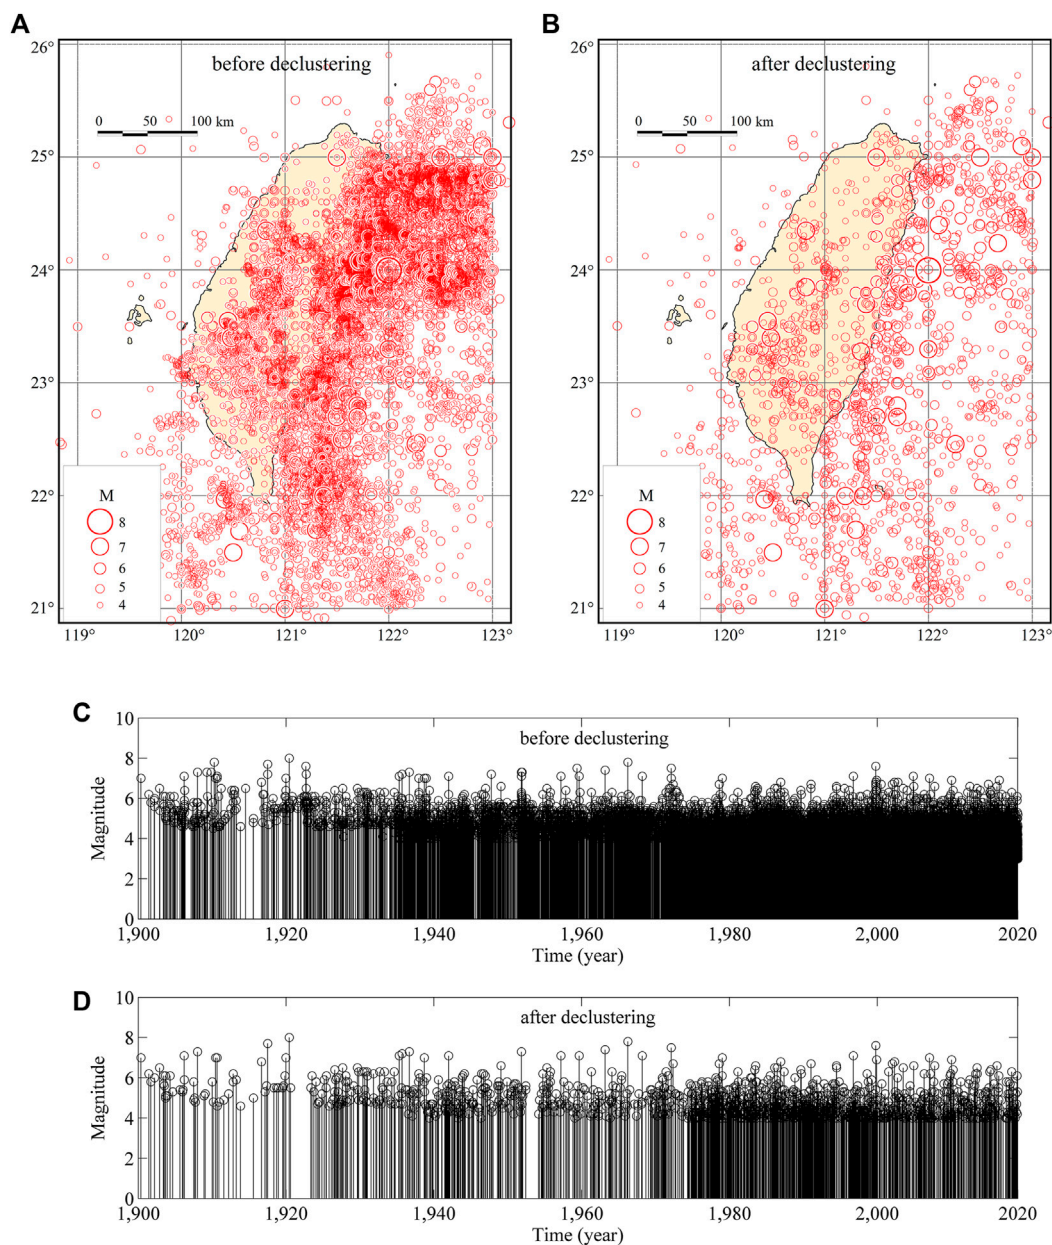 A
before declustering
0 50 100 km
26°
25°
24°
23°
22°
21°
M
8
7
6
5
4
119° 120° 121° 122° 123°
B
after declustering
0 50 100 km
26°
25°
24°
23°
22°
21°
M
8
7
6
5
4
119° 120° 121° 122° 123°
C
before declustering
Magnitude
10
8
6
4
2
0
1,900 1,920 1,940 1,960 1,980 2,000 2020
Time (year)
D
after declustering
Magnitude
10
8
6
4
2
0
1,900 1,920 1,940 1,960 1,980 2,000 2020
Time (year)